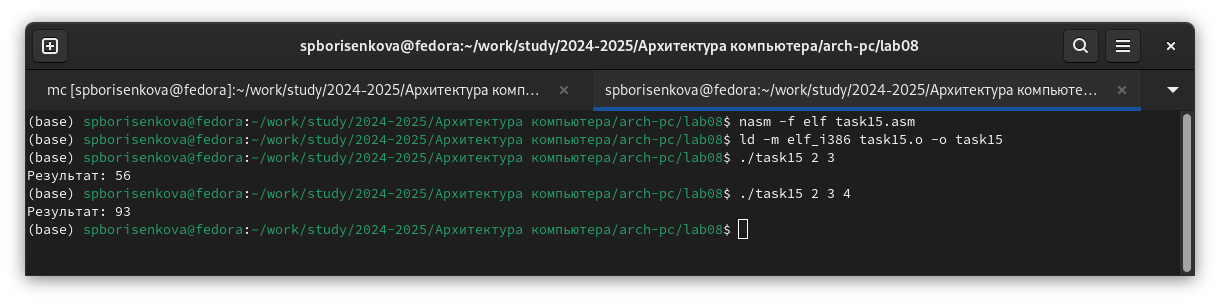 spborisenkova@fedora:~/work/study/2024-2025/Архитектура компьютера/arch-pc/lab08
mc [spborisenkova@fedora]:~/work/study/2024-2025/Архитектура комп...
spborisenkova@fedora:~/work/study/2024-2025/Архитектура компьюте...
(base) spborisenkova@fedora:~/work/study/2024-2025/Архитектура компьютера/arch-pc/lab08$ nasm -f elf task15.asm
(base) spborisenkova@fedora:~/work/study/2024-2025/Архитектура компьютера/arch-pc/lab08$ ld -m elf_i386 task15.o -o task15
(base) spborisenkova@fedora:~/work/study/2024-2025/Архитектура компьютера/arch-pc/lab08$ ./task15 2 3
Результат: 56
(base) spborisenkova@fedora:~/work/study/2024-2025/Архитектура компьютера/arch-pc/lab08$ ./task15 2 3 4
Результат: 93
(base) spborisenkova@fedora:~/work/study/2024-2025/Архитектура компьютера/arch-pc/lab08$